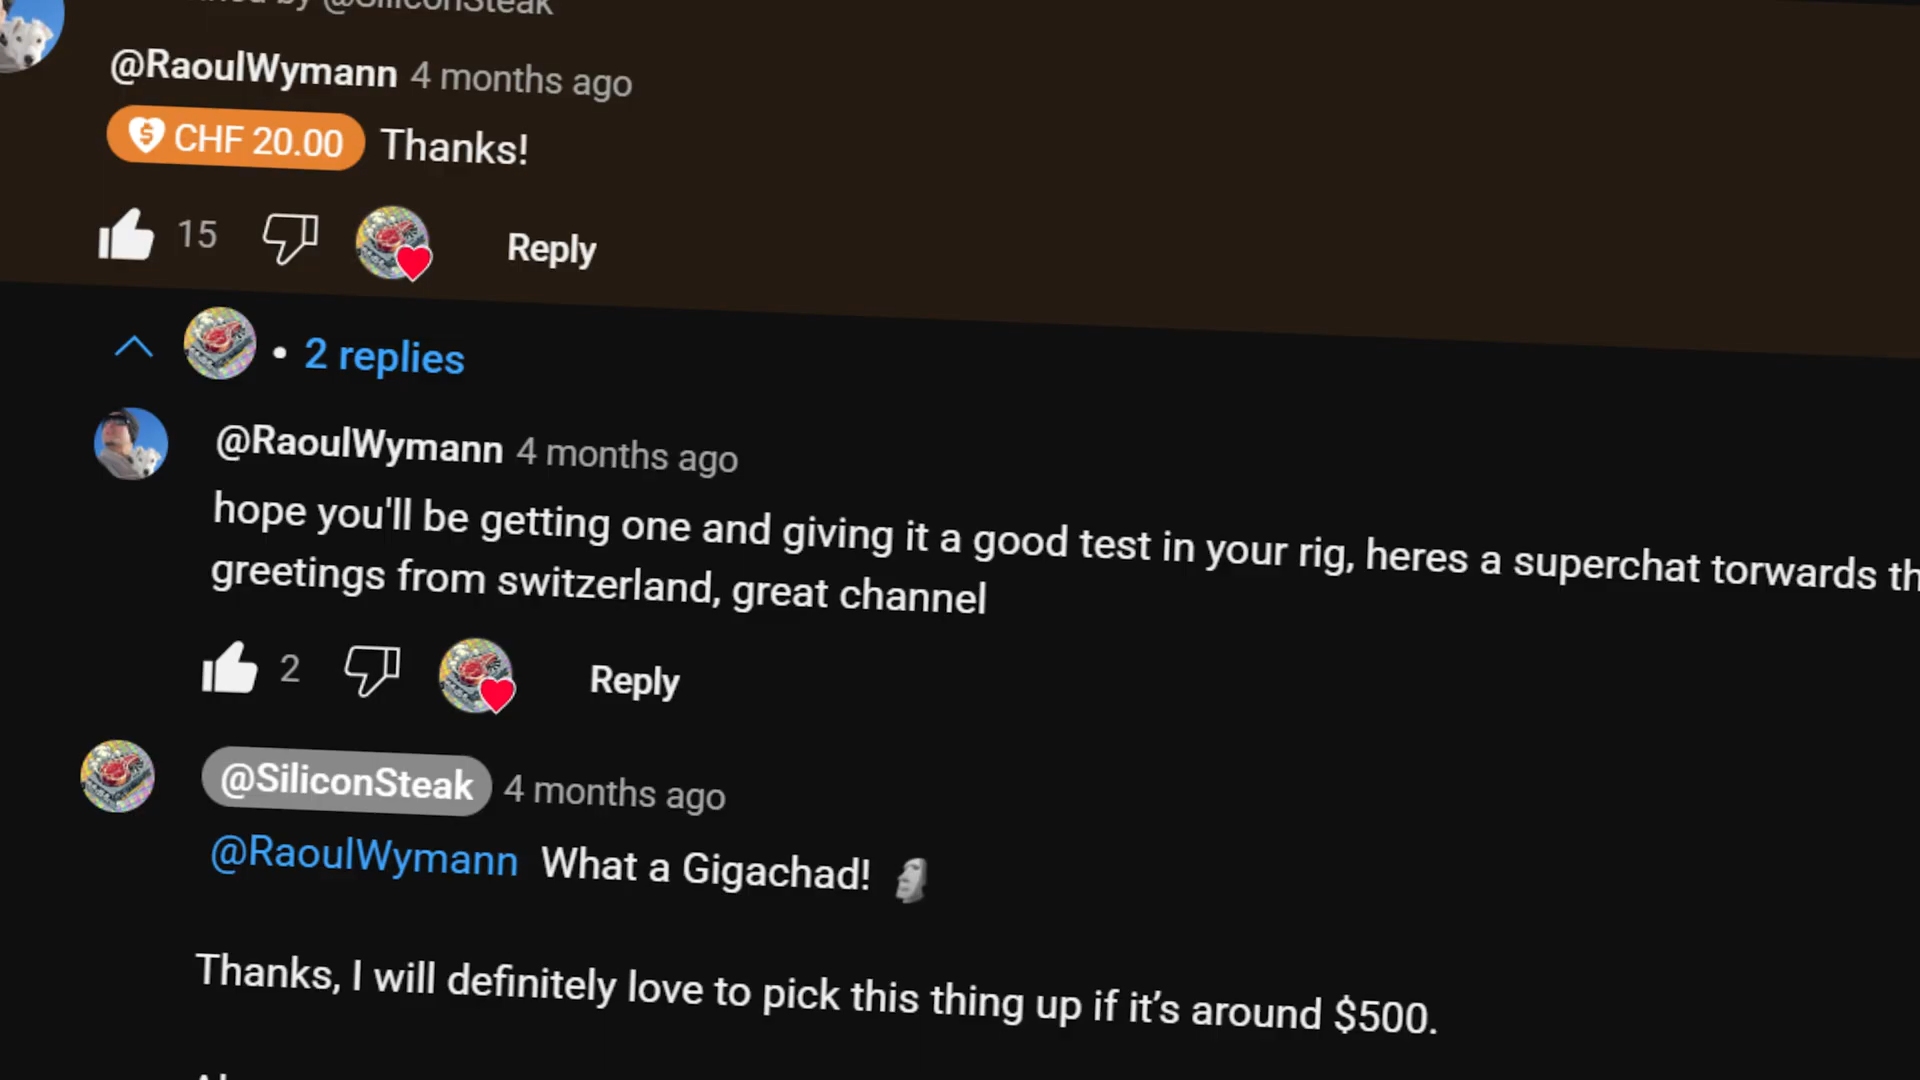 by @SiliconSteak
@RaoulWymann 4 months ago
CHF 20.00 Thanks!
15 Reply
• 2 replies
@RaoulWymann 4 months ago
hope you'll be getting one and giving it a good test in your rig, heres a superchat torwards
greetings from switzerland, great channel
2 Reply
@SiliconSteak 4 months ago
@RaoulWymann What a Gigachad! 🗿
Thanks, I will definitely love to pick this thing up if it’s around $500.